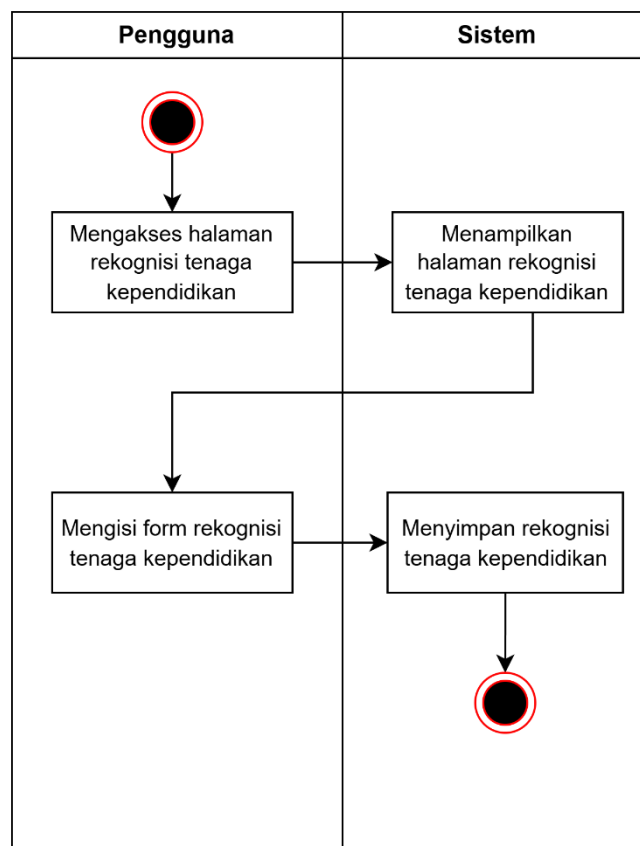 Pengguna
Sistem
Mengakses halaman
rekognisi tenaga
kependidikan
Menampilkan
halaman rekognisi
tenaga kependidikan
Mengisi form rekognisi
tenaga kependidikan
Menyimpan rekognisi
tenaga kependidikan